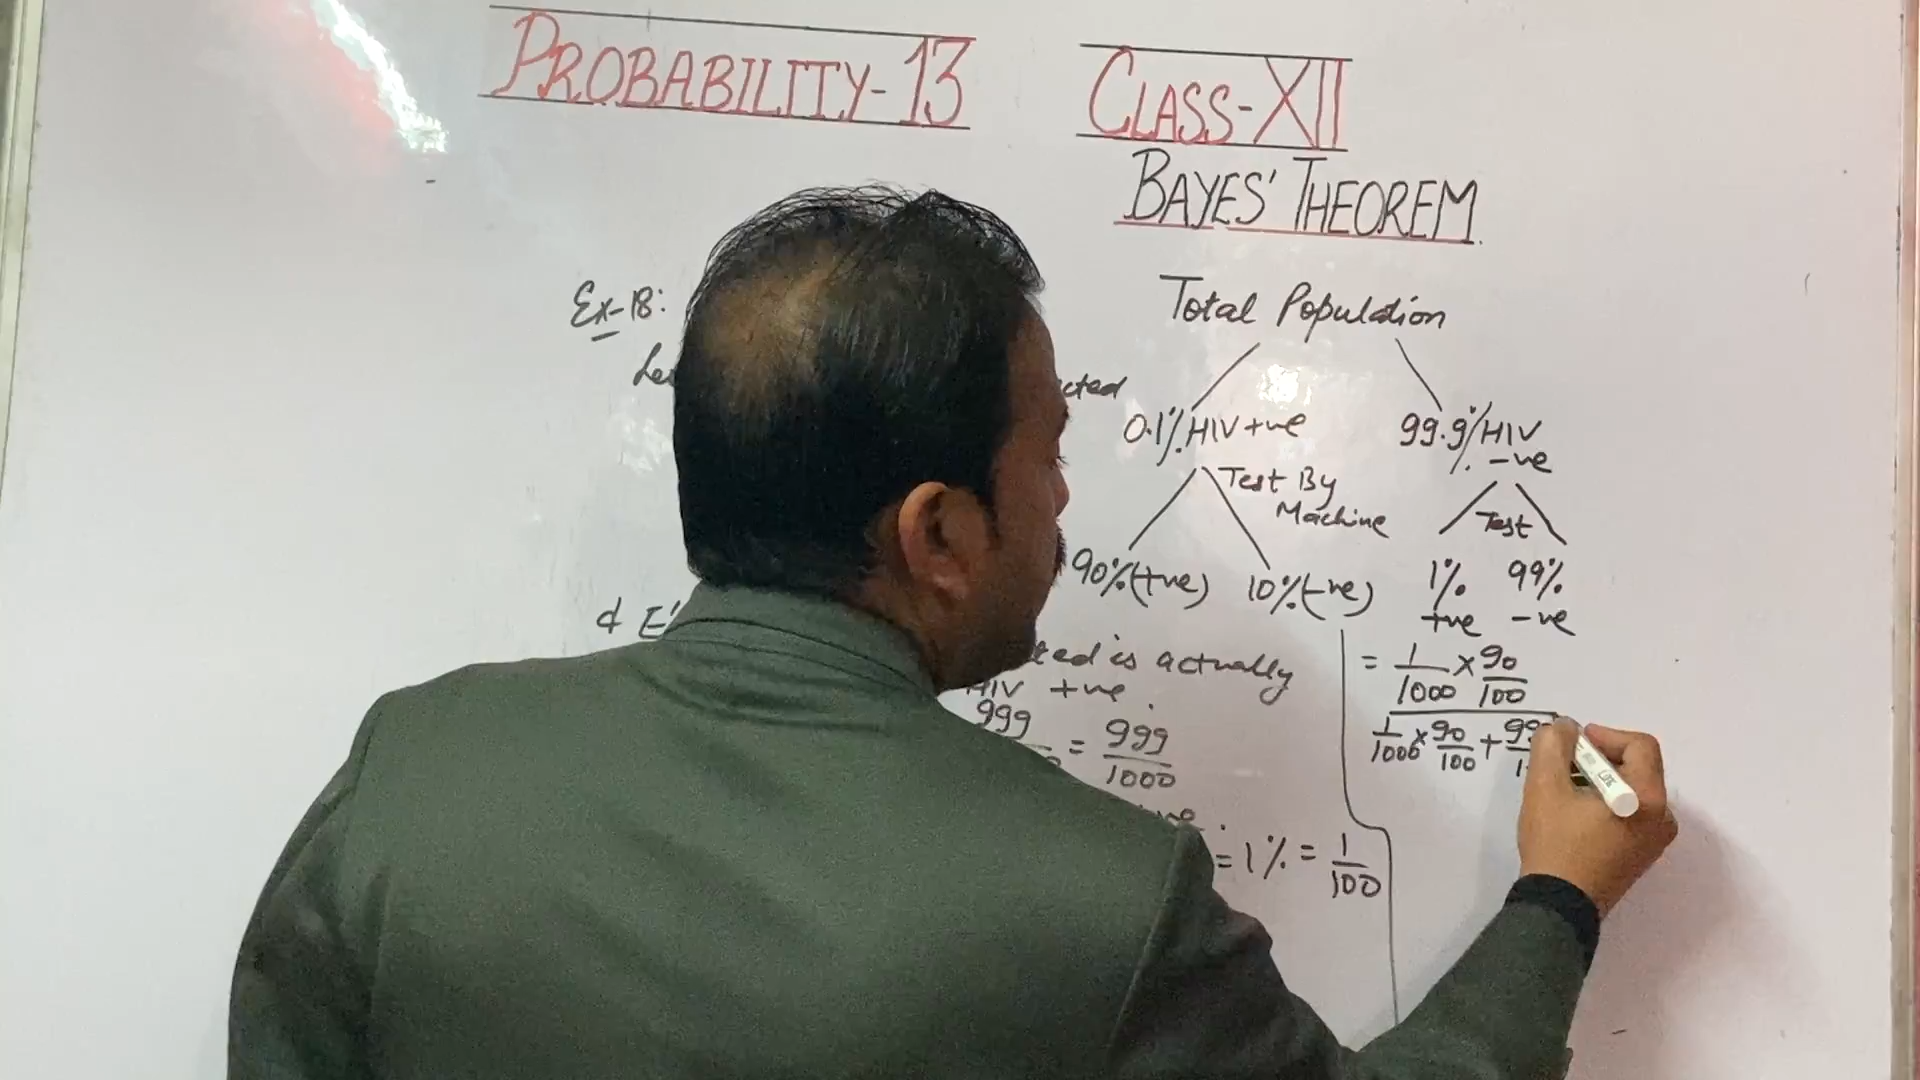 PROBABILITY-13 CLASS-XII
BAYES' THEOREM.
Ex-18:
Total Population
0.1% HIV +ve 99.9% HIV -ve
Test By Machine
Test
90% (+ve) 10% (-ve)
1% +ve 99% -ve
& E'
is actually
HIV +ve
999 = 999/1000
= 1% = 1/100
= 1/1000 × 90/100
1/1000 × 90/100 +